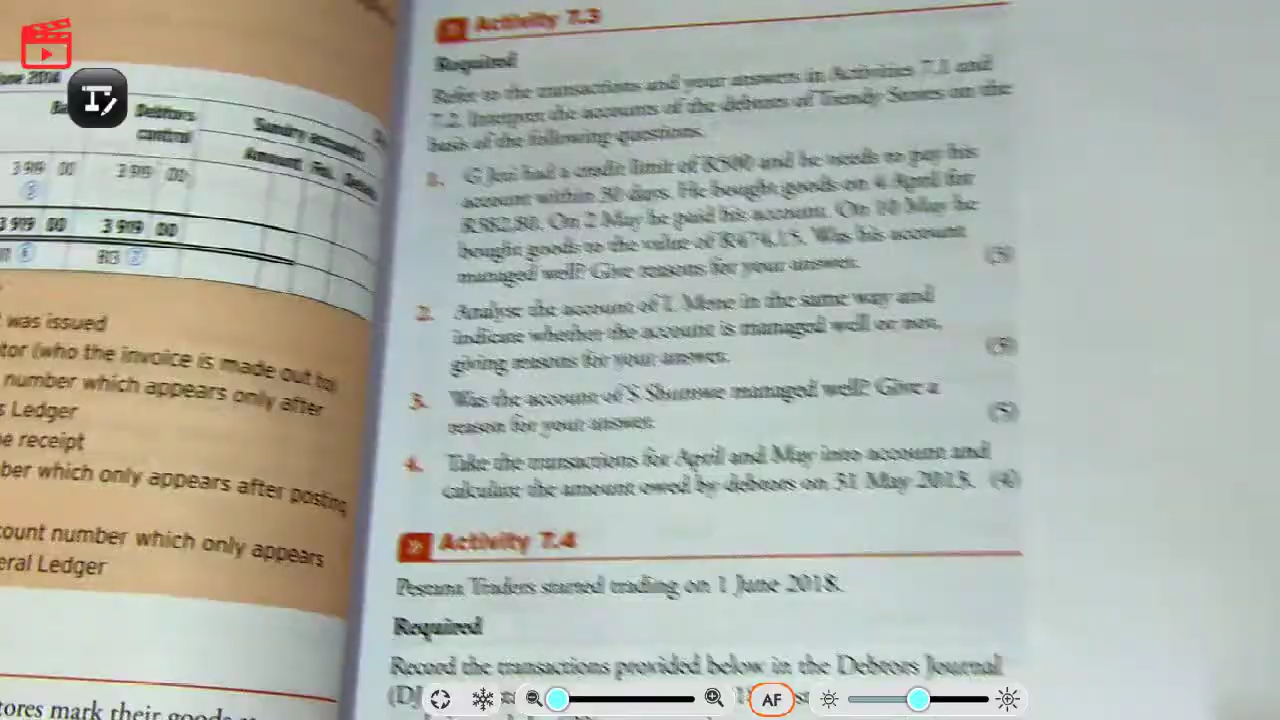 June 2014
Debtors
control
Sundry accounts
Amount Fol. Details
3 919 00 3 919 00
3 919 00 3 919 00
B13
was issued
tor (who the invoice is made out to)
number which appears only after
s Ledger
e receipt
ber which only appears after posting
count number which only appears
eral Ledger
tores mark their goods
Activity 7.3
Required
Refer to the transactions and your answers in Activities 7.1 and
7.2. Interpret the accounts of the debtors of Trendy Stores on the
basis of the following questions.
1. G Joni had a credit limit of R500 and he needs to pay his
account within 30 days. He bought goods on 4 April for
R382,80. On 2 May he paid his account. On 10 May he
bought goods to the value of R474,15. Was his account
managed well? Give reasons for your answer. (5)
2. Analyse the account of L Mene in the same way and
indicate whether the account is managed well or not,
giving reasons for your answer. (5)
3. Was the account of S managed well? Give a
reason for your answer. (5)
4. Take the transactions for April and May into account and
calculate the amount owed by debtors on 31 May (4)
Activity 7.4
Traders started trading on 1 June 2018.
Required
Record the transactions provided below in the Debtors Journal
(DJ
AF